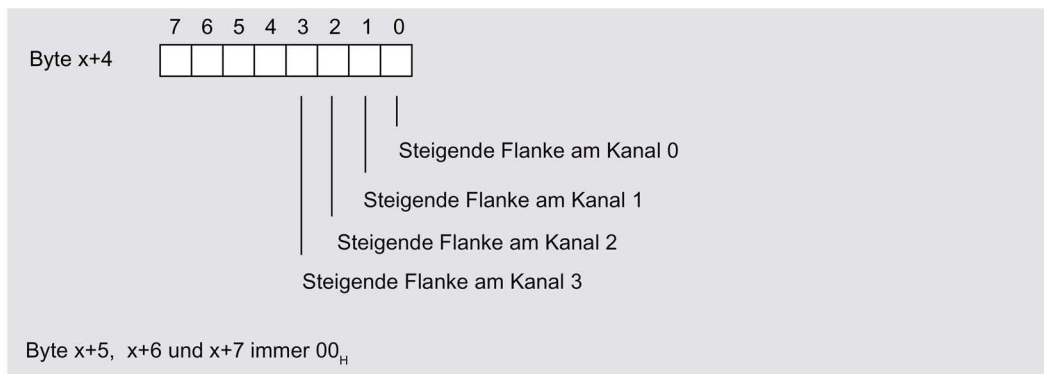 7 6 5 4 3 2 1 0
Byte x+4
Steigende Flanke am Kanal 0
Steigende Flanke am Kanal 1
Steigende Flanke am Kanal 2
Steigende Flanke am Kanal 3
Byte x+5, x+6 und x+7 immer 00H